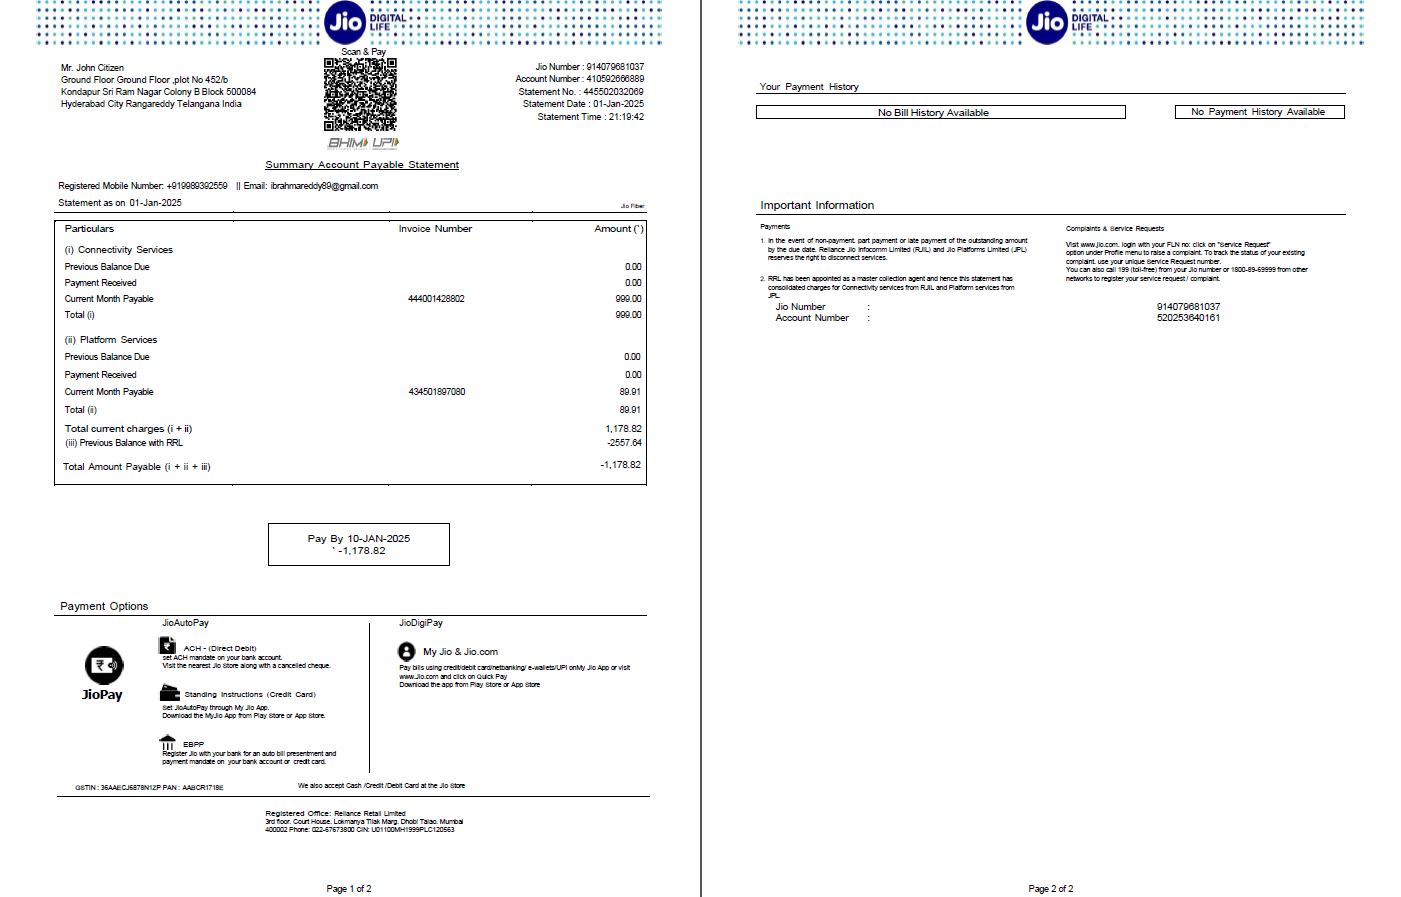 Jio DIGITAL LIFE
Scan & Pay
Mr. John Citizen
Ground Floor Ground Floor ,plot No 452/b
Kondapur Sri Ram Nagar Colony B Block 500084
Hyderabad City Rangareddy Telangana India
Jio Number : 914079681037
Account Number : 410592666889
Statement No. : 445502032069
Statement Date : 01-Jan-2025
Statement Time : 21:19:42
BHIM UPI
Summary Account Payable Statement
Registered Mobile Number: +919989392559 || Email: ibrahmareddy89@gmail.com
Statement as on 01-Jan-2025
Jio Fiber
Particulars Invoice Number Amount (`)
(i) Connectivity Services
Previous Balance Due 0.00
Payment Received 0.00
Current Month Payable 444001428802 999.00
Total (i) 999.00
(ii) Platform Services
Previous Balance Due 0.00
Payment Received 0.00
Current Month Payable 434501897080 89.91
Total (ii) 89.91
Total current charges (i + ii) 1,178.82
(iii) Previous Balance with RRL -2557.64
Total Amount Payable (i + ii + iii) -1,178.82
Pay By 10-JAN-2025
` -1,178.82
Payment Options
JioPay
JioAutoPay
ACH - (Direct Debit)
set ACH mandate on your bank account.
Visit the nearest Jio Store along with a cancelled cheque.
Standing Instructions (Credit Card)
Set JioAutoPay through My Jio App.
Download the MyJio App from Play Store or App Store.
EBPP
Register Jio with your bank for an auto bill presentment and
payment mandate on your bank account or credit card.
JioDigiPay
My Jio & Jio.com
Pay bills using credit/debit card/netbanking/ e-wallets/UPI onMy Jio App or visit
www.Jio.com and click on Quick Pay
Download the app from Play Store or App Store
GSTIN : 36AAECJ6878N1ZP PAN : AABCR1718E
We also accept Cash /Credit /Debit Card at the Jio Store
Registered Office: Reliance Retail Limited
3rd floor. Court House. Lokmanya Tilak Marg. Dhobi Talao. Mumbai
400002 Phone: 022-67673800 CIN: U01100MH1999PLC120563
Page 1 of 2
Jio DIGITAL LIFE
Your Payment History
No Bill History Available
No Payment History Available
Important Information
Payments
1. In the event of non-payment. part payment or late payment of the outstanding amount
by the due date. Reliance Jio Infocomm Limited (RJIL) and Jio Platforms Limited (JPL)
reserves the right to disconnect services.
2. RRL has been appointed as a master collection agent and hence this statement has
consolidated charges for Connectivity services from RJIL and Platform services from
JPL.
Complaints & Service Requests
Visit www.jio.com. login with your FLN no: click on "Service Request"
option under Profile menu to raise a complaint. To track the status of your existing
complaint. use your unique Service Request number.
You can also call 199 (toll-free) from your Jio number or 1800-89-69999 from other
networks to register your service request / complaint.
Jio Number : 914079681037
Account Number : 520253640161
Page 2 of 2